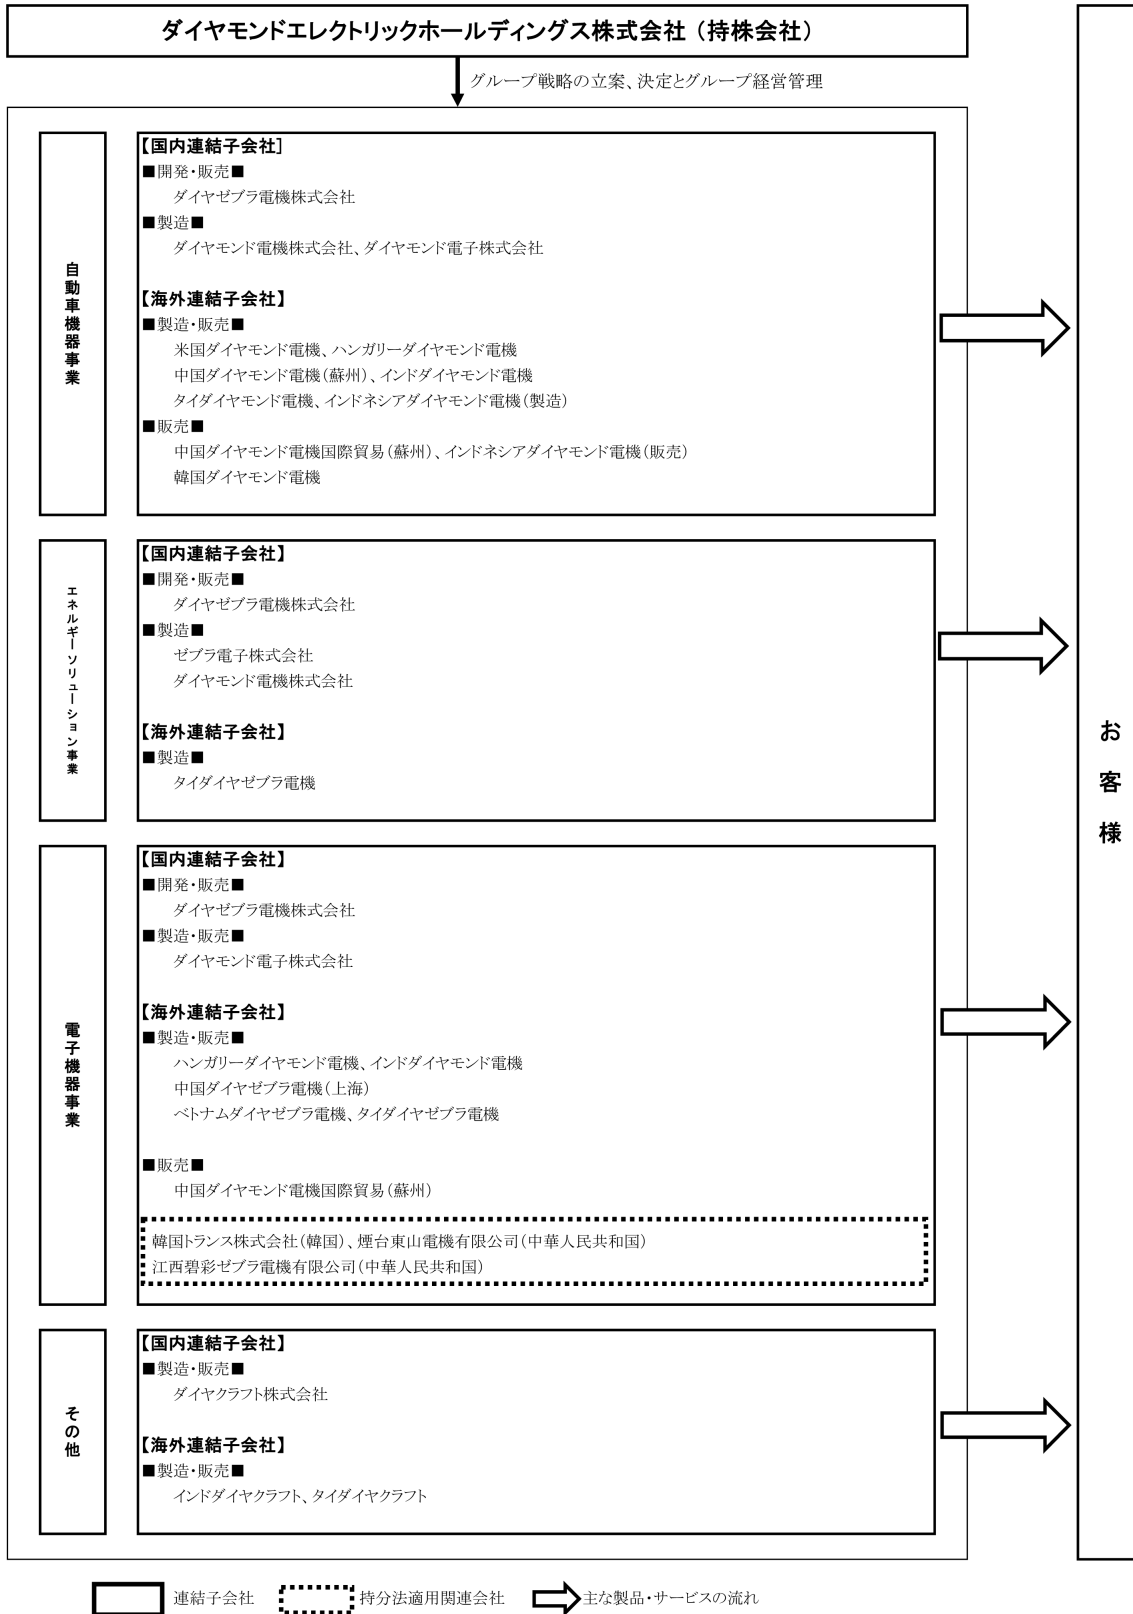 ダイヤモンドエレクトリックホールディングス株式会社（持株会社）
グループ戦略の立案、決定とグループ経営管理
自動車機器事業
【国内連結子会社］
■開発・販売■
ダイヤゼブラ電機株式会社
■製造■
ダイヤモンド電機株式会社、ダイヤモンド電子株式会社
【海外連結子会社】
■製造・販売■
米国ダイヤモンド電機、ハンガリーダイヤモンド電機
中国ダイヤモンド電機（蘇州）、インドダイヤモンド電機
タイダイヤモンド電機、インドネシアダイヤモンド電機（製造）
■販売■
中国ダイヤモンド電機国際貿易（蘇州）、インドネシアダイヤモンド電機（販売）
韓国ダイヤモンド電機
エネルギーソリューション事業
【国内連結子会社】
■開発・販売■
ダイヤゼブラ電機株式会社
■製造■
ゼブラ電子株式会社
ダイヤモンド電機株式会社
【海外連結子会社】
■製造■
タイダイヤゼブラ電機
電子機器事業
【国内連結子会社】
■開発・販売■
ダイヤゼブラ電機株式会社
■製造・販売■
ダイヤモンド電子株式会社
【海外連結子会社】
■製造・販売■
ハンガリーダイヤモンド電機、インドダイヤモンド電機
中国ダイヤゼブラ電機（上海）
ベトナムダイヤゼブラ電機、タイダイヤゼブラ電機
■販売■
中国ダイヤモンド電機国際貿易（蘇州）
韓国トランス株式会社（韓国）、煙台東山電機有限公司（中華人民共和国）
江西碧彩ゼブラ電機有限公司（中華人民共和国）
その他
【国内連結子会社】
■製造・販売■
ダイヤクラフト株式会社
【海外連結子会社】
■製造・販売■
インドダイヤクラフト、タイダイヤクラフト
お客様
連結子会社
持分法適用関連会社
主な製品・サービスの流れ